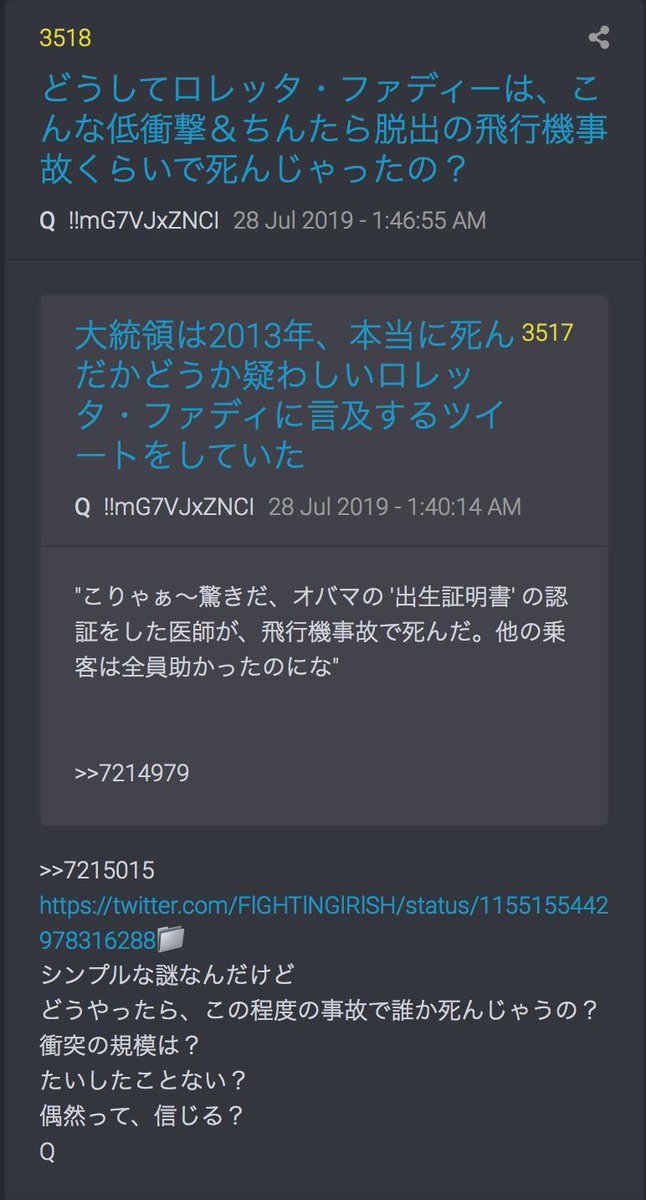 3518
どうしてロレッタ・ファディーは、こ
んな低衝撃＆ちんたら脱出の飛行機事
故くらいで死んじゃったの？
Q !!mG7VJxZNCI 28 Jul 2019 - 1:46:55 AM
大統領は2013年、本当に死ん 3517
だかどうか疑わしいロレッ
タ・ファディに言及するツイ
ートをしていた
Q !!mG7VJxZNCI 28 Jul 2019 - 1:40:14 AM
"こりゃぁ〜驚きだ、オバマの '出生証明書' の認
証をした医師が、飛行機事故で死んだ。他の乗
客は全員助かったのにな"
>>7214979
>>7215015
https://twitter.com/FIGHTINGIRISH/status/1155155442
978316288
シンプルな謎なんだけど
どうやったら、この程度の事故で誰か死んじゃうの？
衝突の規模は？
たいしたことない？
偶然って、信じる？
Q